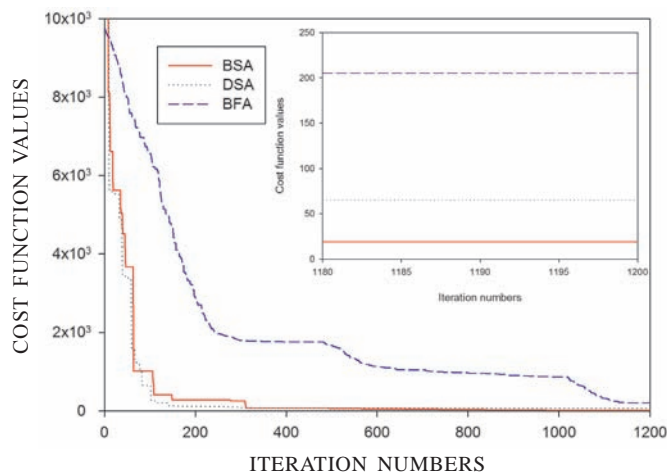 10x10³
8x10³
6x10³
4x10³
2x10³
0
COST FUNCTION VALUES
0 200 400 600 800 1000 1200
ITERATION NUMBERS
BSA
DSA
BFA
250
200
150
100
50
0
Cost function values
1180 1185 1190 1195 1200
Iteration numbers